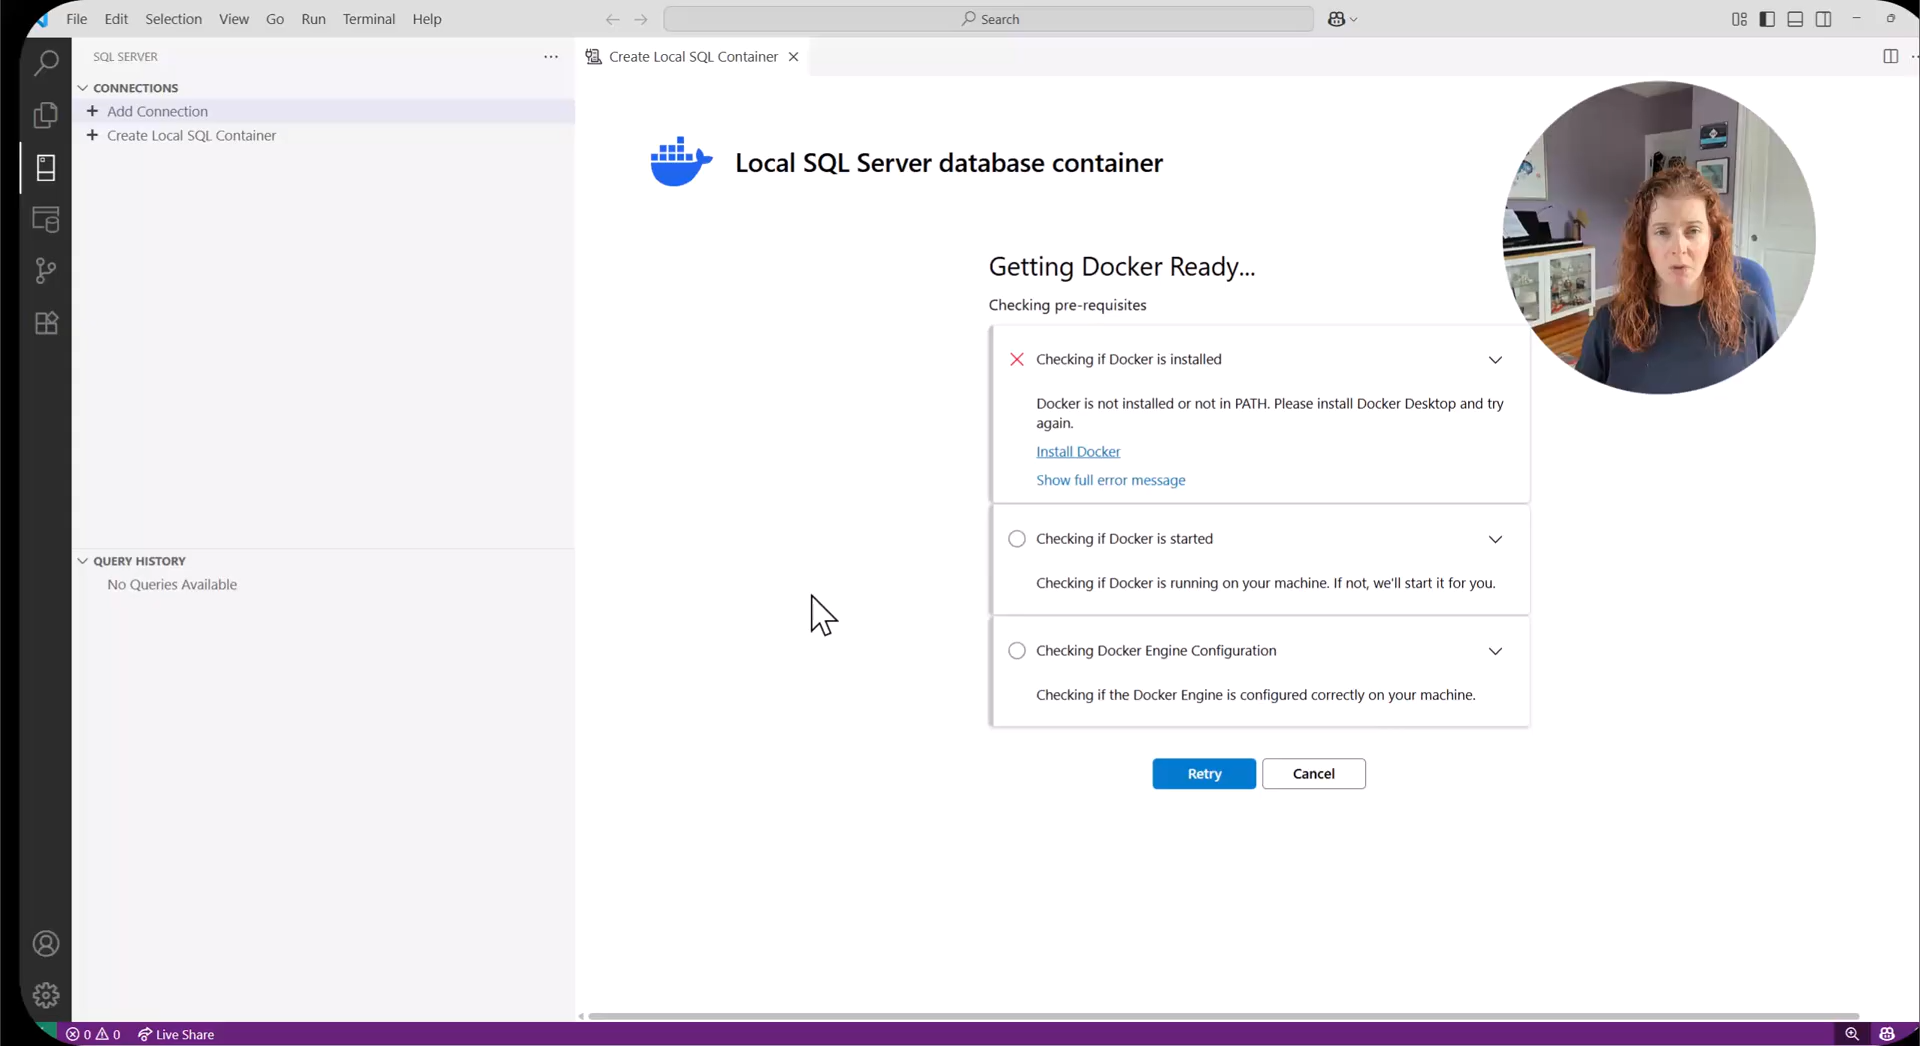 File Edit Selection View Go Run Terminal Help
Search
SQL SERVER
CONNECTIONS
Add Connection
Create Local SQL Container
QUERY HISTORY
No Queries Available
Create Local SQL Container
Local SQL Server database container
Getting Docker Ready...
Checking pre-requisites
Checking if Docker is installed
Docker is not installed or not in PATH. Please install Docker Desktop and try
again.
Install Docker
Show full error message
Checking if Docker is started
Checking if Docker is running on your machine. If not, we'll start it for you.
Checking Docker Engine Configuration
Checking if the Docker Engine is configured correctly on your machine.
Retry Cancel
0 0 Live Share